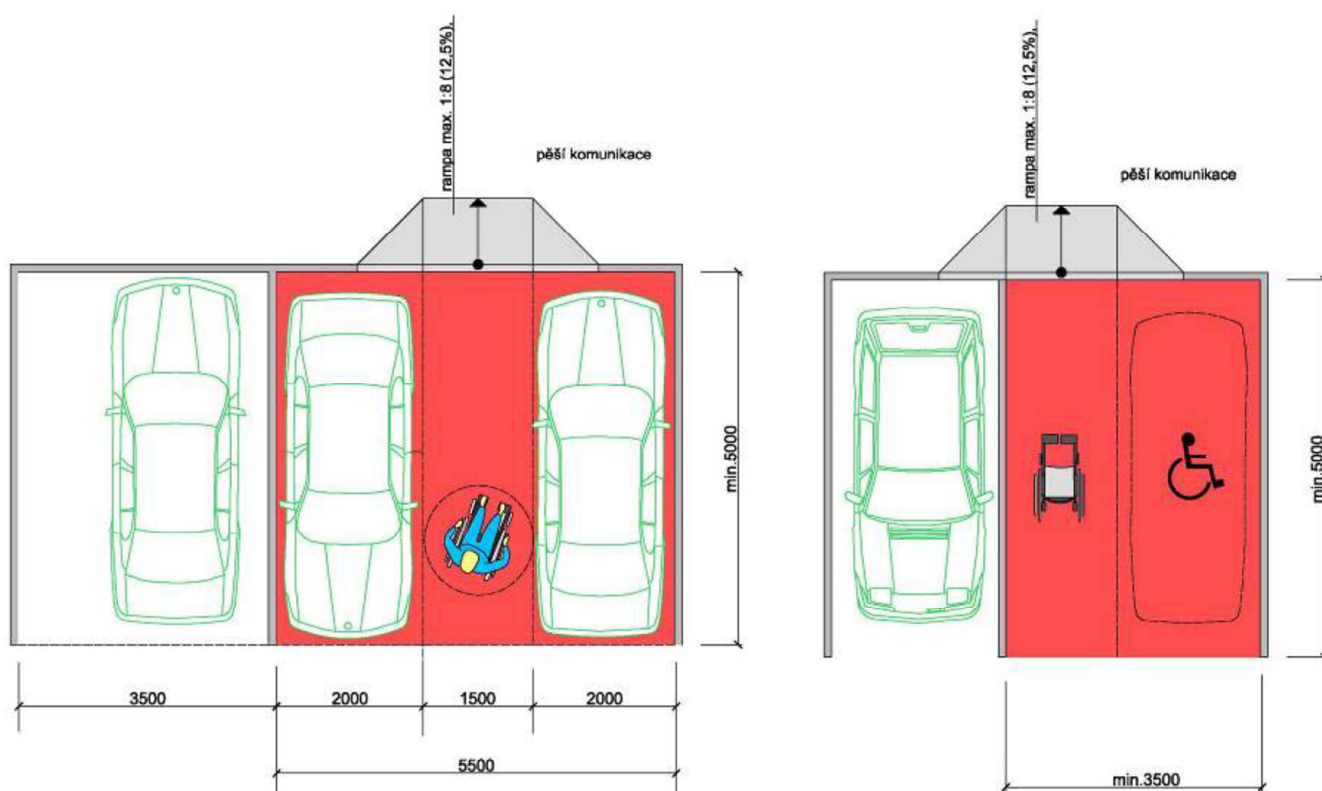 rampa max. 1:8 (12,5%),
pěší komunikace
min.5000
3500
2000
1500
2000
5500
rampa max. 1:8 (12,5%),
pěší komunikace
min.5000
min.3500